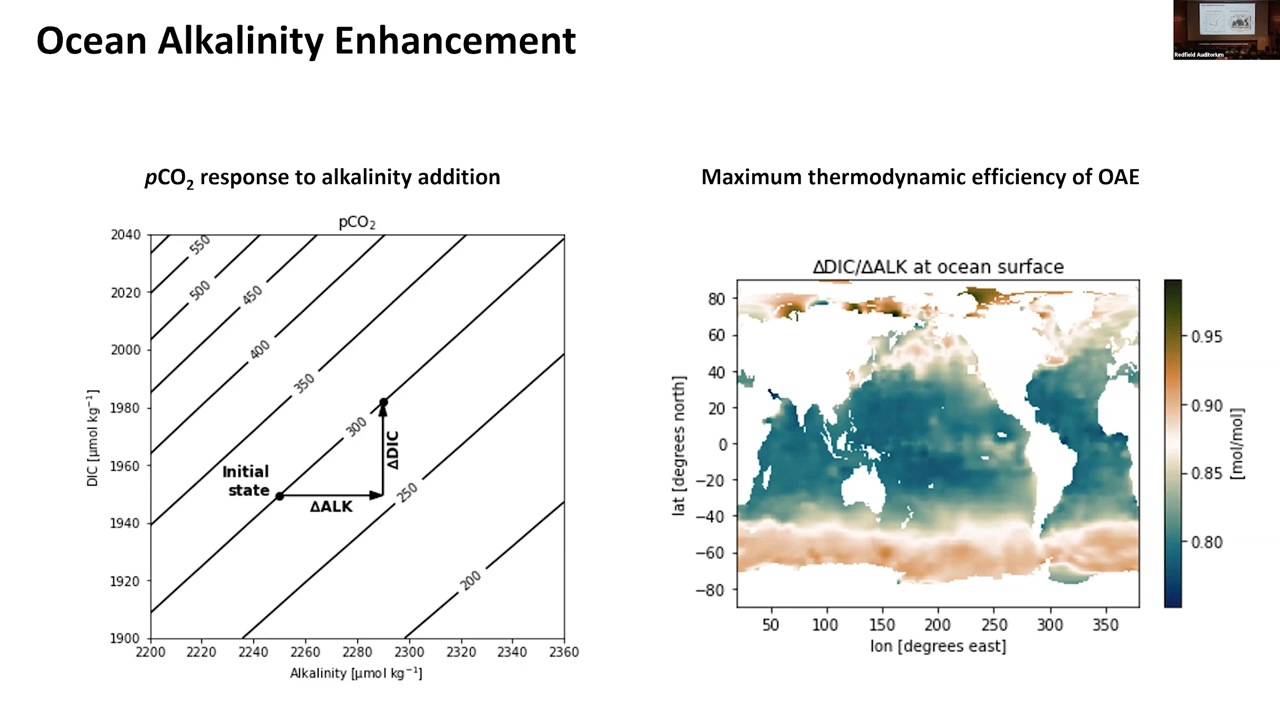 Ocean Alkalinity Enhancement
Redfield Auditorium
pCO₂ response to alkalinity addition
pCO₂
2040
2020
2000
1980
1960
1940
1920
1900
DIC [μmol kg⁻¹]
550
500
450
400
350
300
250
200
Initial
state
ΔALK
ΔDIC
2200 2220 2240 2260 2280 2300 2320 2340 2360
Alkalinity [μmol kg⁻¹]
Maximum thermodynamic efficiency of OAE
ΔDIC/ΔALK at ocean surface
80
60
40
20
0
−20
−40
−60
−80
lat [degrees north]
50 100 150 200 250 300 350
lon [degrees east]
0.95
0.90
0.85
0.80
[mol/mol]